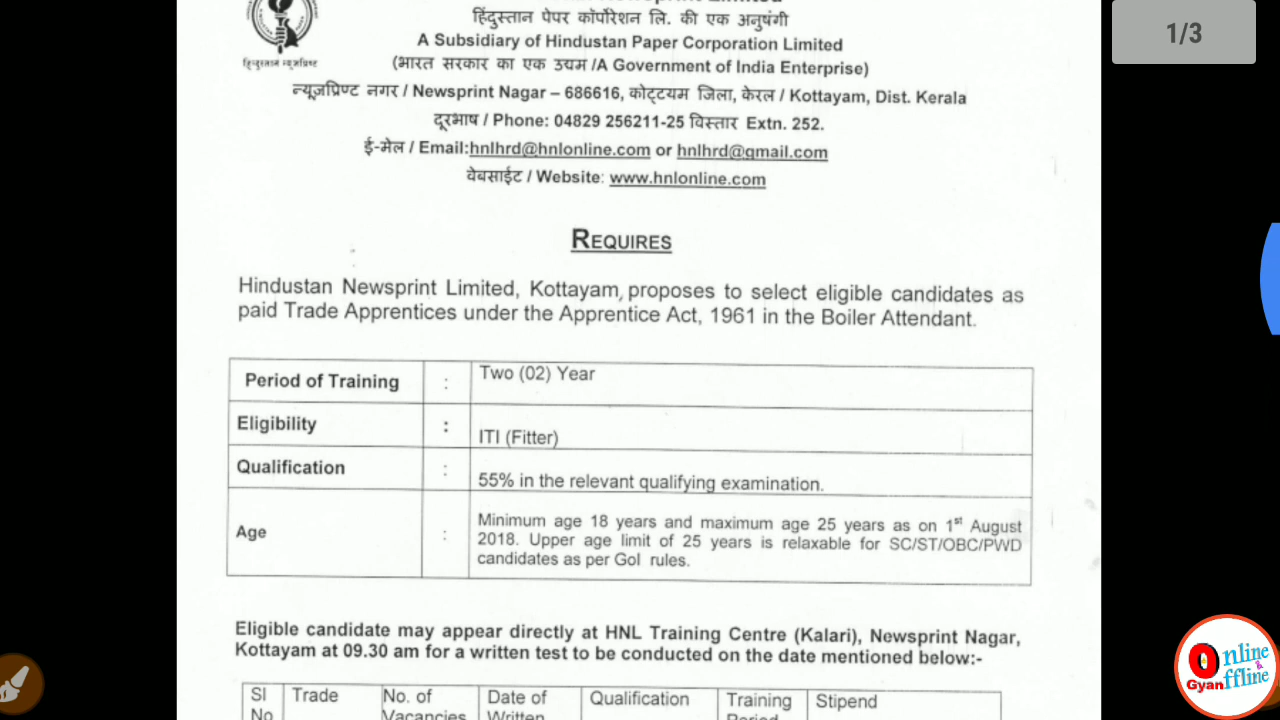 हिंदुस्तान पेपर कॉर्पोरेशन लि. की एक अनुषंगी
A Subsidiary of Hindustan Paper Corporation Limited
(भारत सरकार का एक उद्यम /A Government of India Enterprise)
हिन्दुस्तान न्यूज़प्रिण्ट
न्यूज़प्रिण्ट नगर / Newsprint Nagar – 686616, कोट्टयम जिला, केरल / Kottayam, Dist. Kerala
दूरभाष / Phone: 04829 256211-25 विस्तार Extn. 252.
ई-मेल / Email:hnlhrd@hnlonline.com or hnlhrd@gmail.com
वेबसाईट / Website: www.hnlonline.com
REQUIRES
Hindustan Newsprint Limited, Kottayam, proposes to select eligible candidates as
paid Trade Apprentices under the Apprentice Act, 1961 in the Boiler Attendant.
Period of Training : Two (02) Year
Eligibility : ITI (Fitter)
Qualification : 55% in the relevant qualifying examination.
Age : Minimum age 18 years and maximum age 25 years as on 1st August
2018. Upper age limit of 25 years is relaxable for SC/ST/OBC/PWD
candidates as per GoI rules.
Eligible candidate may appear directly at HNL Training Centre (Kalari), Newsprint Nagar,
Kottayam at 09.30 am for a written test to be conducted on the date mentioned below:-
Sl Trade No. of Date of Qualification Training Stipend
No Vacancies Written Period
1/3
Online
&
Gyan ffline